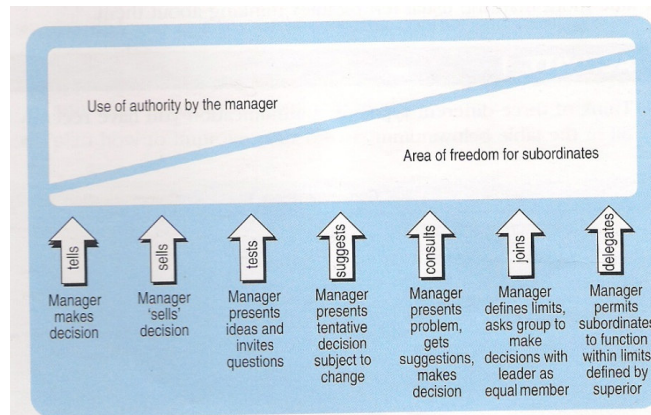 Use of authority by the manager
Area of freedom for subordinates
tells
sells
tests
suggests
consults
joins
delegates
Manager
makes
decision
Manager
'sells'
decision
Manager
presents
ideas and
invites
questions
Manager
presents
tentative
decision
subject to
change
Manager
presents
problem,
gets
suggestions,
makes
decision
Manager
defines limits,
asks group to
make
decisions with
leader as
equal member
Manager
permits
subordinates
to function
within limits
defined by
superior